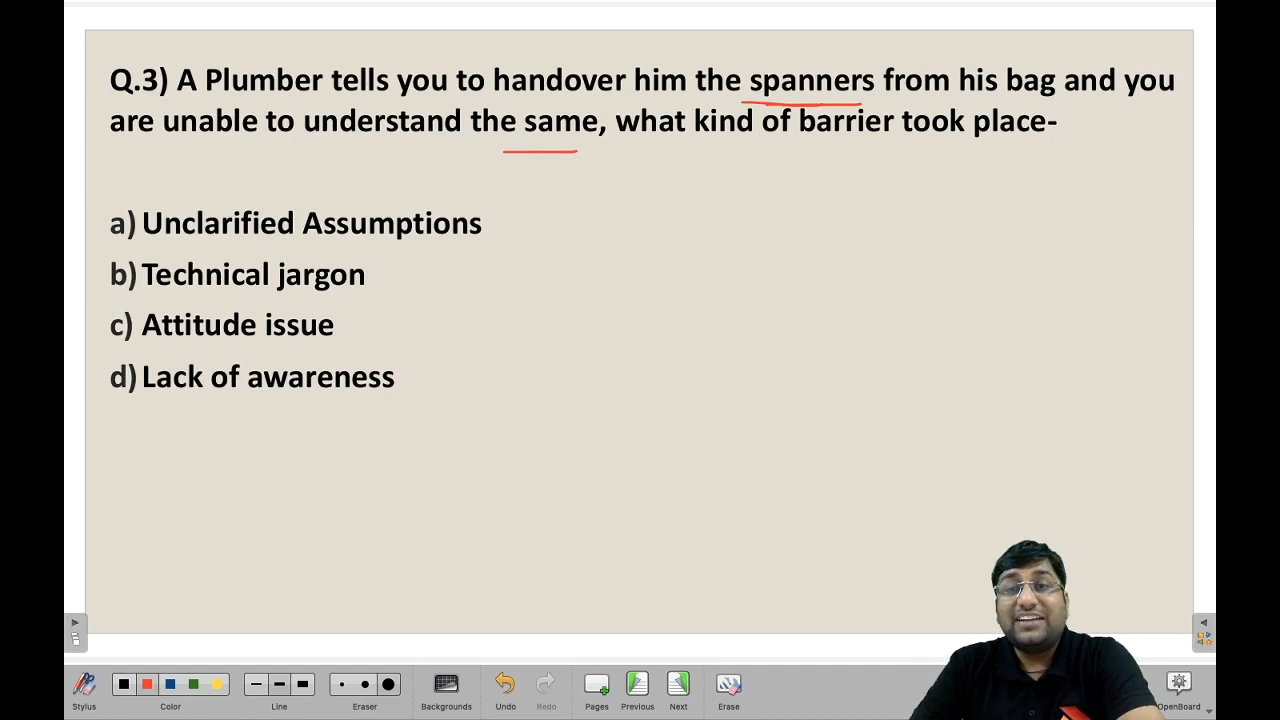 Q.3) A Plumber tells you to handover him the spanners from his bag and you
are unable to understand the same, what kind of barrier took place-
a) Unclarified Assumptions
b) Technical jargon
c) Attitude issue
d) Lack of awareness
Stylus Color Line Eraser Backgrounds Undo Redo Pages Previous Next Erase OpenBoard